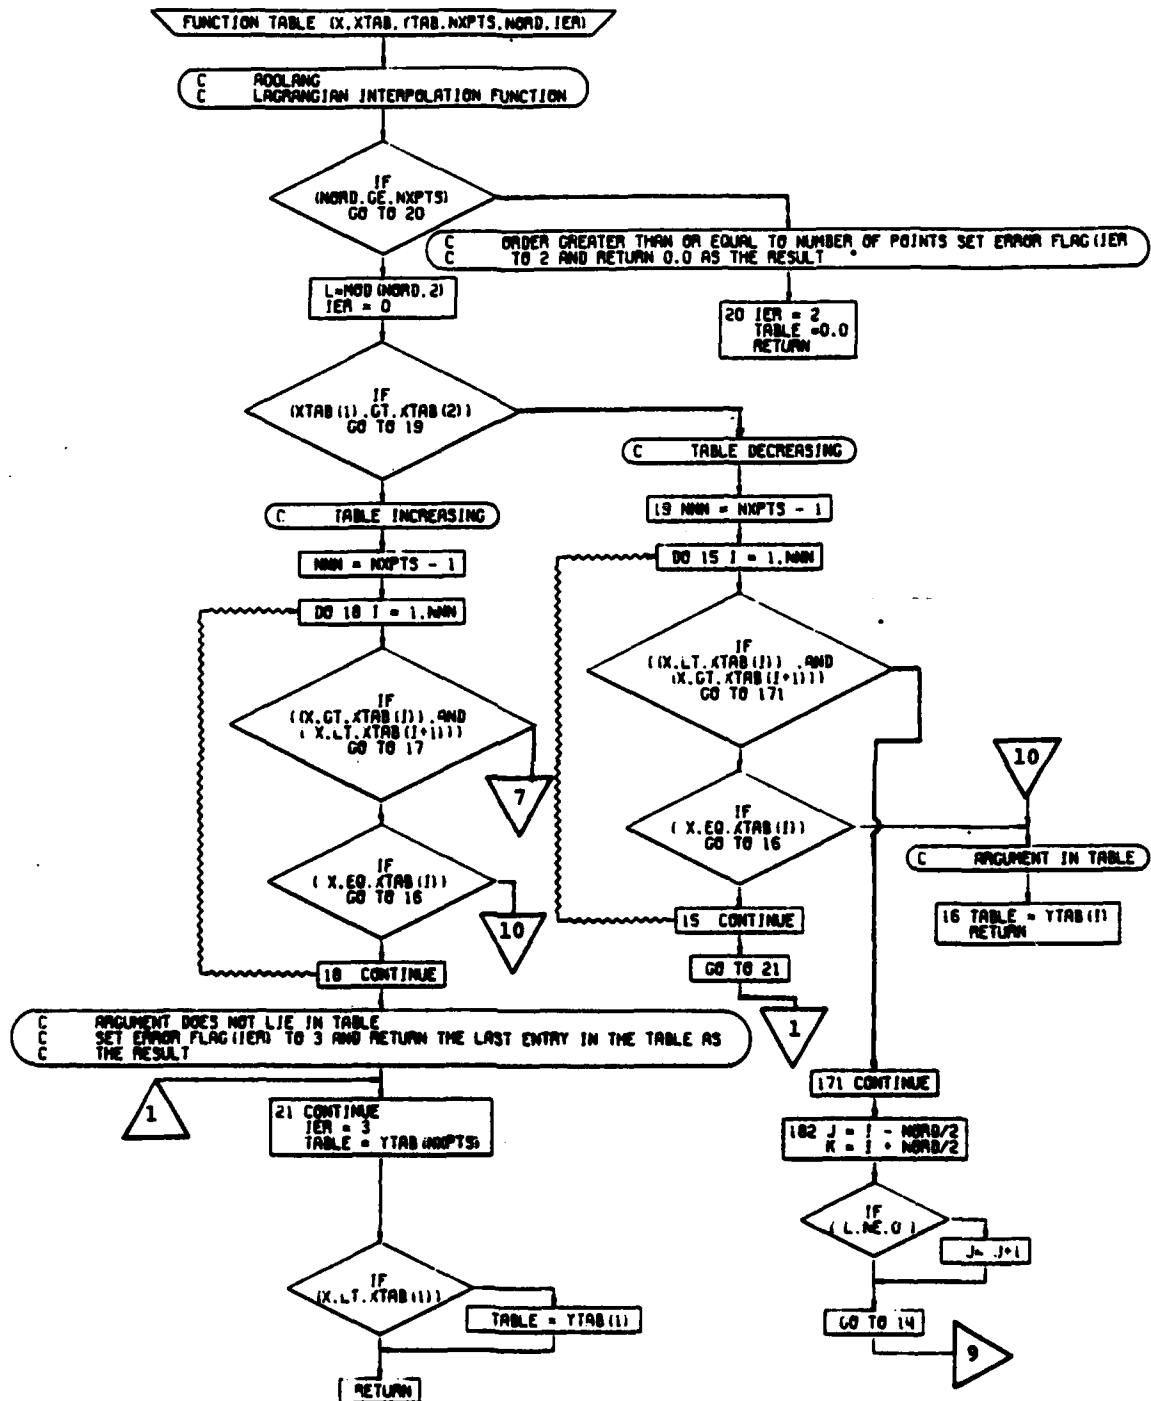 FUNCTION TABLE (X,XTAB,YTAB,NXPTS,NORD,IER)
C ADOLANG
C LAGRANGIAN INTERPOLATION FUNCTION
IF
(NORD.GE.NXPTS)
GO TO 20
C ORDER GREATER THAN OR EQUAL TO NUMBER OF POINTS SET ERROR FLAG(IER
C TO 2 AND RETURN 0.0 AS THE RESULT
L=MOD(NORD,2)
IER = 0
20 IER = 2
TABLE =0.0
RETURN
IF
(XTAB(1).GT.XTAB(2))
GO TO 19
C TABLE DECREASING
C TABLE INCREASING
19 NNN = NXPTS - 1
NNN = NXPTS - 1
DO 15 I = 1,NNN
DO 18 I = 1,NNN
IF
((X.LT.XTAB(I)) .AND
(X.GT.XTAB(I+1)))
GO TO 171
IF
((X.GT.XTAB(I)).AND
( X.LT.XTAB(I+1)))
GO TO 17
7
10
IF
( X.EQ.XTAB(I))
GO TO 16
C ARGUMENT IN TABLE
IF
( X.EQ.XTAB(I))
GO TO 16
10
15 CONTINUE
16 TABLE = YTAB(I)
RETURN
18 CONTINUE
GO TO 21
1
C ARGUMENT DOES NOT LIE IN TABLE
C SET ERROR FLAG(IER) TO 3 AND RETURN THE LAST ENTRY IN THE TABLE AS
C THE RESULT
1
21 CONTINUE
IER = 3
TABLE = YTAB(NXPTS)
171 CONTINUE
182 J = I - NORD/2
K = I + NORD/2
IF
( L.NE.0 )
J= J+1
IF
(X.LT.XTAB(1))
TABLE = YTAB(1)
GO TO 14
9
RETURN